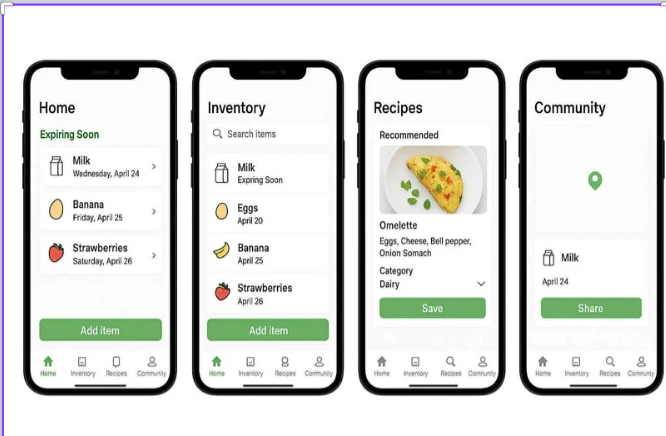 Home
Expiring Soon
Milk
Wednesday, April 24
Banana
Friday, April 25
Strawberries
Saturday, April 26
Add item
Home Inventory Recipes Community
Inventory
Search items
Milk
Expring Soon
Eggs
April 20
Banana
April 25
Strawberries
April 26
Add item
Home Inventory Recipes Community
Recipes
Recommended
Omelette
Eggs, Cheese, Bell pepper,
Onion Somach
Category
Dairy
Save
Home Inventory Recipes Community
Community
Milk
April 24
Share
Home Inventory Recipes Community